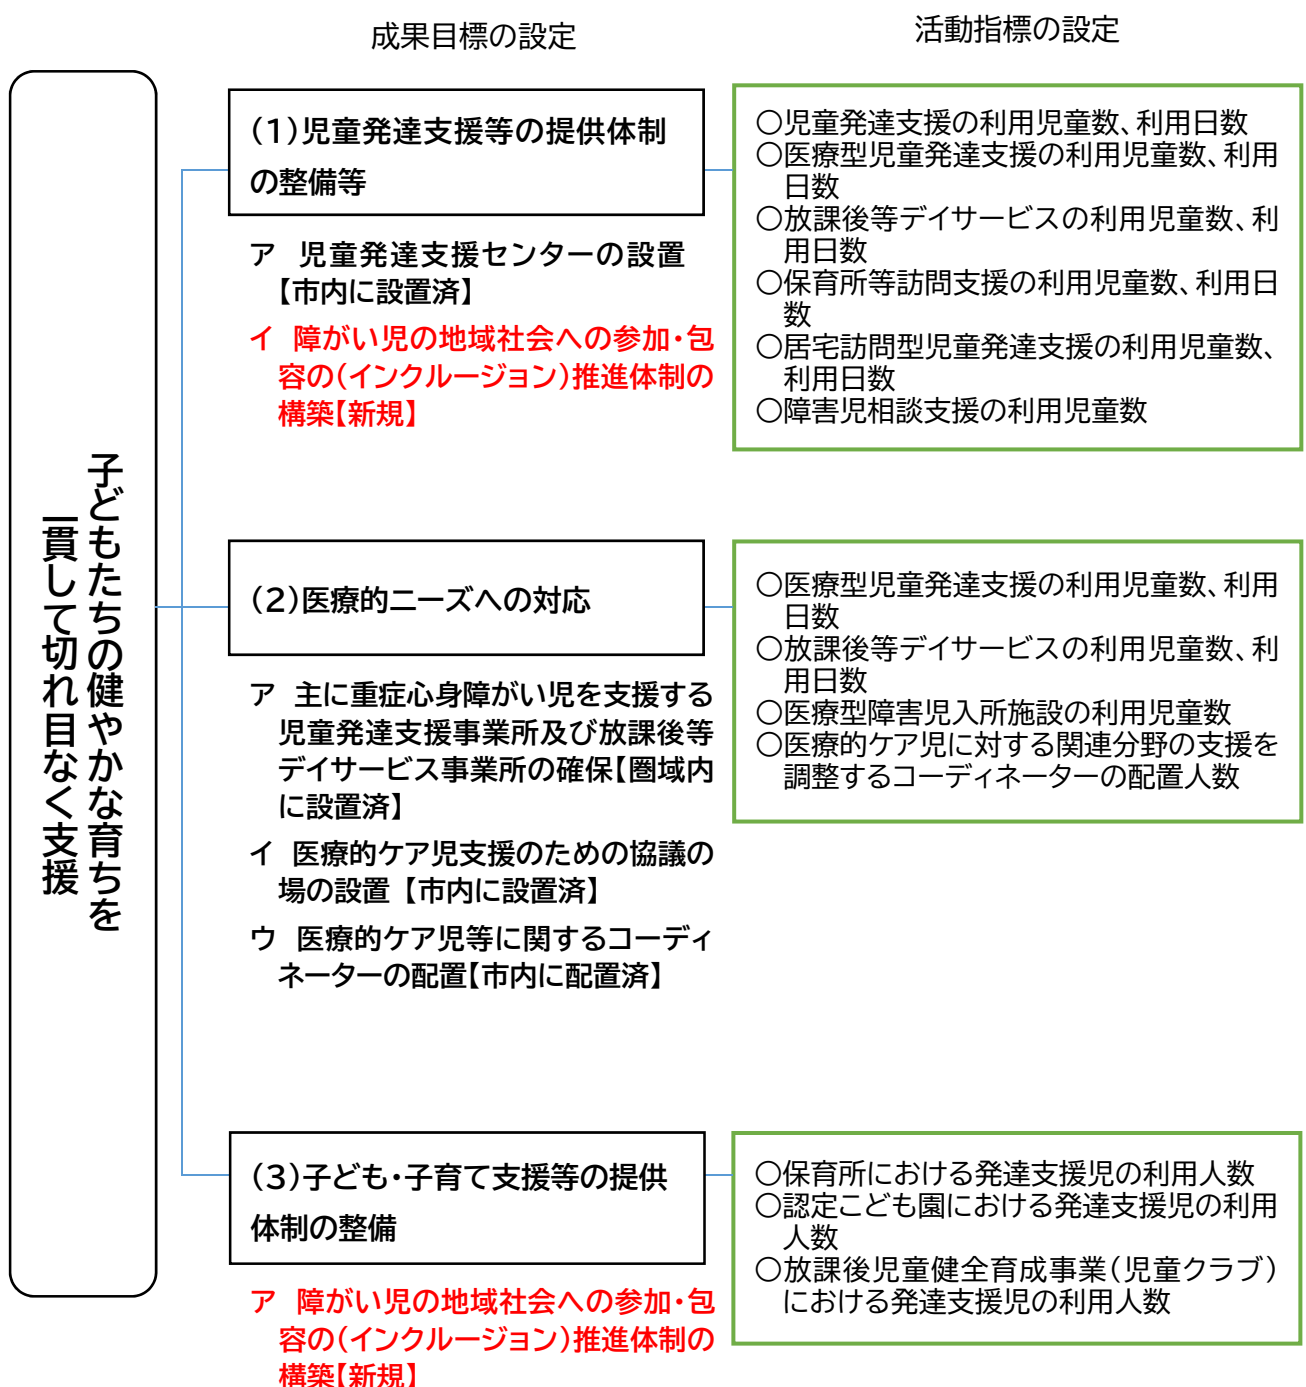 成果目標の設定
活動指標の設定
子どもたちの健やかな育ちを
一貫して切れ目なく支援
(1)児童発達支援等の提供体制
の整備等
ア 児童発達支援センターの設置
【市内に設置済】
イ 障がい児の地域社会への参加・包
容の(インクルージョン)推進体制の
構築【新規】
○児童発達支援の利用児童数、利用日数
○医療型児童発達支援の利用児童数、利用
日数
○放課後等デイサービスの利用児童数、利
用日数
○保育所等訪問支援の利用児童数、利用日
数
○居宅訪問型児童発達支援の利用児童数、
利用日数
○障害児相談支援の利用児童数
(2)医療的ニーズへの対応
ア 主に重症心身障がい児を支援する
児童発達支援事業所及び放課後等
デイサービス事業所の確保【圏域内
に設置済】
イ 医療的ケア児支援のための協議の
場の設置 【市内に設置済】
ウ 医療的ケア児等に関するコーディ
ネーターの配置【市内に配置済】
○医療型児童発達支援の利用児童数、利用
日数
○放課後等デイサービスの利用児童数、利
用日数
○医療型障害児入所施設の利用児童数
○医療的ケア児に対する関連分野の支援を
調整するコーディネーターの配置人数
(3)子ども・子育て支援等の提供
体制の整備
ア 障がい児の地域社会への参加・包
容の(インクルージョン)推進体制の
構築【新規】
○保育所における発達支援児の利用人数
○認定こども園における発達支援児の利用
人数
○放課後児童健全育成事業(児童クラブ)
における発達支援児の利用人数